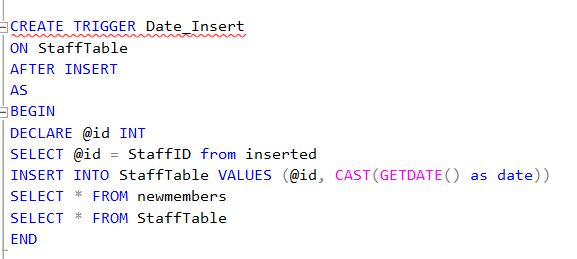 CREATE TRIGGER Date_Insert
ON StaffTable
AFTER INSERT
AS
BEGIN
DECLARE @id INT
SELECT @id = StaffID from inserted
INSERT INTO StaffTable VALUES (@id, CAST(GETDATE() as date))
SELECT * FROM newmembers
SELECT * FROM StaffTable
END